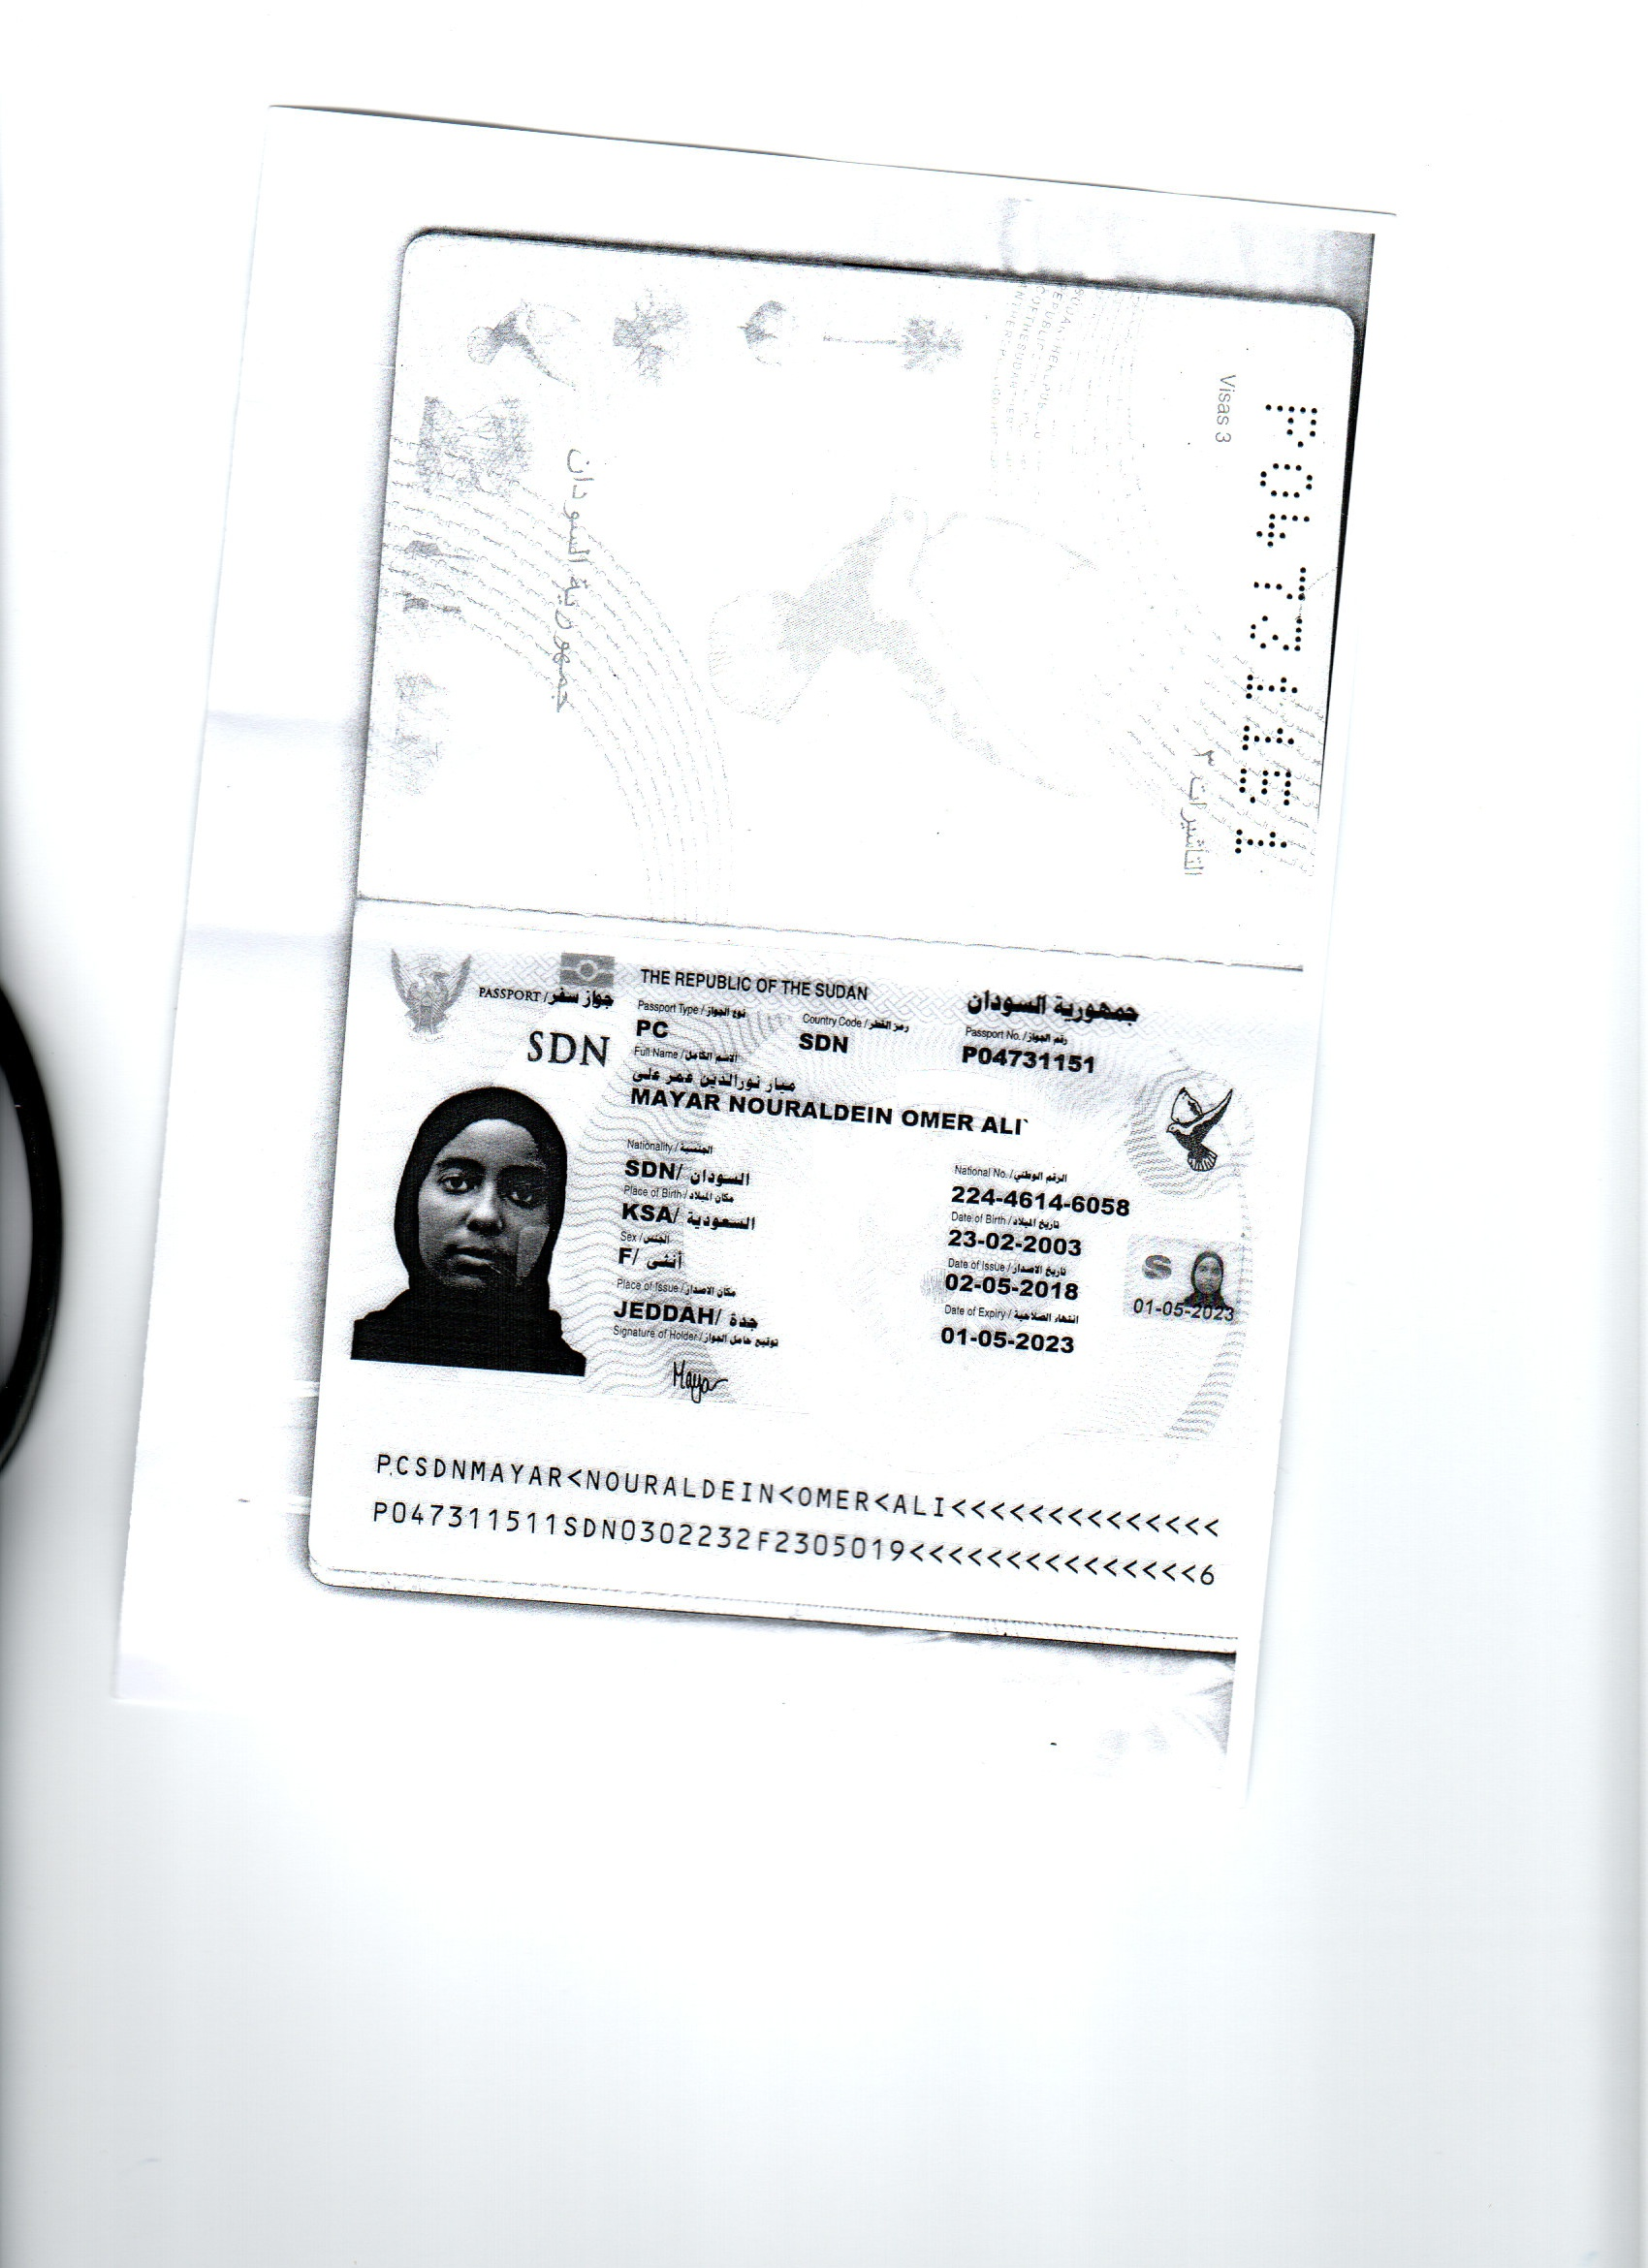 جمهورية السودان
Visas 3
التأشيرات ٣
P04731151
PASSPORT / جواز سفر
SDN
THE REPUBLIC OF THE SUDAN
جمهورية السودان
Passport Type / نوع الجواز
Country Code / رمز القطر
Passport No. / رقم الجواز
PC
SDN
P04731151
Full Name / الاسم الكامل
ميار نورالدين عمر على
MAYAR NOURALDEIN OMER ALI`
Nationality / الجنسية
National No. / الرقم الوطني
SDN/ السودان
224-4614-6058
Place of Birth / مكان الميلاد
Date of Birth / تاريخ الميلاد
KSA/ السعودية
23-02-2003
Sex / الجنس
Date of Issue / تاريخ الاصدار
F/ أنثى
02-05-2018
S
01-05-2023
Place of Issue / مكان الاصدار
Date of Expiry / انتهاء الصلاحية
JEDDAH/ جدة
01-05-2023
Signature of Holder / توقيع حامل الجواز
Mayar
PCSDNMAYAR<NOURALDEIN<OMER<ALI<<<<<<<<<<<<<<
P047311511SDN0302232F2305019<<<<<<<<<<<<<<<6